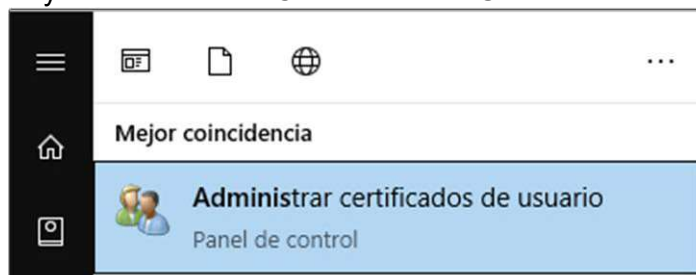 Mejor coincidencia
Administrar certificados de usuario
Panel de control